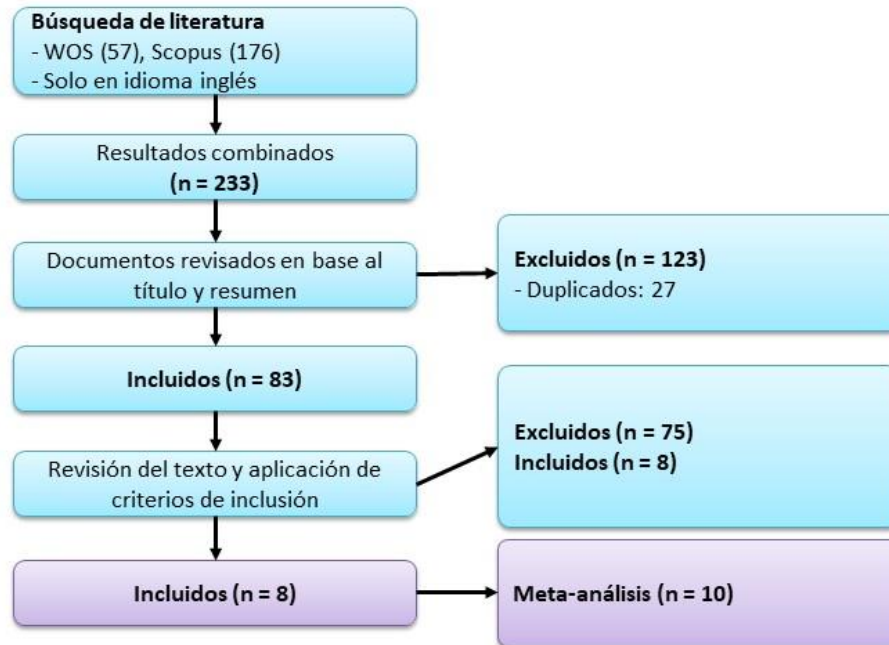 Búsqueda de literatura
- WOS (57), Scopus (176)
- Solo en idioma inglés
Resultados combinados
(n = 233)
Documentos revisados en base al
título y resumen
Excluidos (n = 123)
- Duplicados: 27
Incluidos (n = 83)
Revisión del texto y aplicación de
criterios de inclusión
Excluidos (n = 75)
Incluidos (n = 8)
Incluidos (n = 8)
Meta-análisis (n = 10)